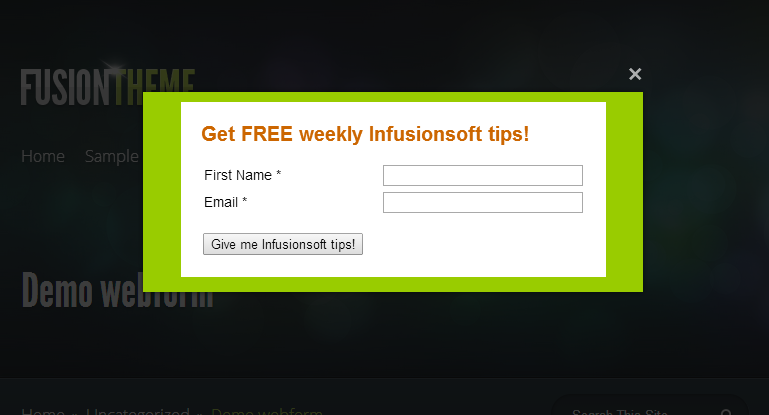 ×
FUSIONTHEME
Get FREE weekly Infusionsoft tips!
Home Sample
First Name *
Email *
Give me Infusionsoft tips!
Demo webform
Home » Uncategorized » Demo webform
Search This Site